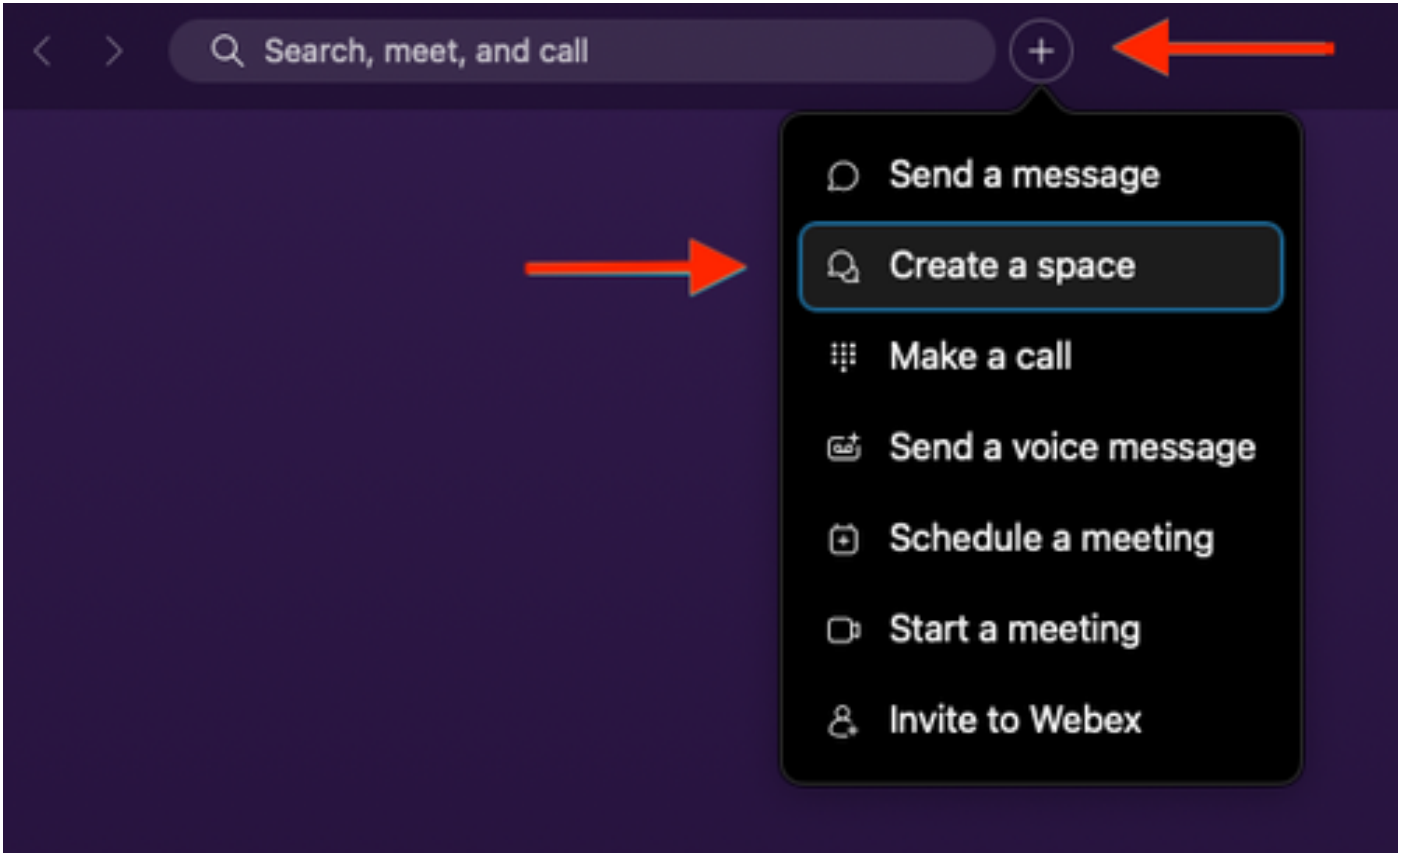 Search, meet, and call
Send a message
Create a space
Make a call
Send a voice message
Schedule a meeting
Start a meeting
Invite to Webex